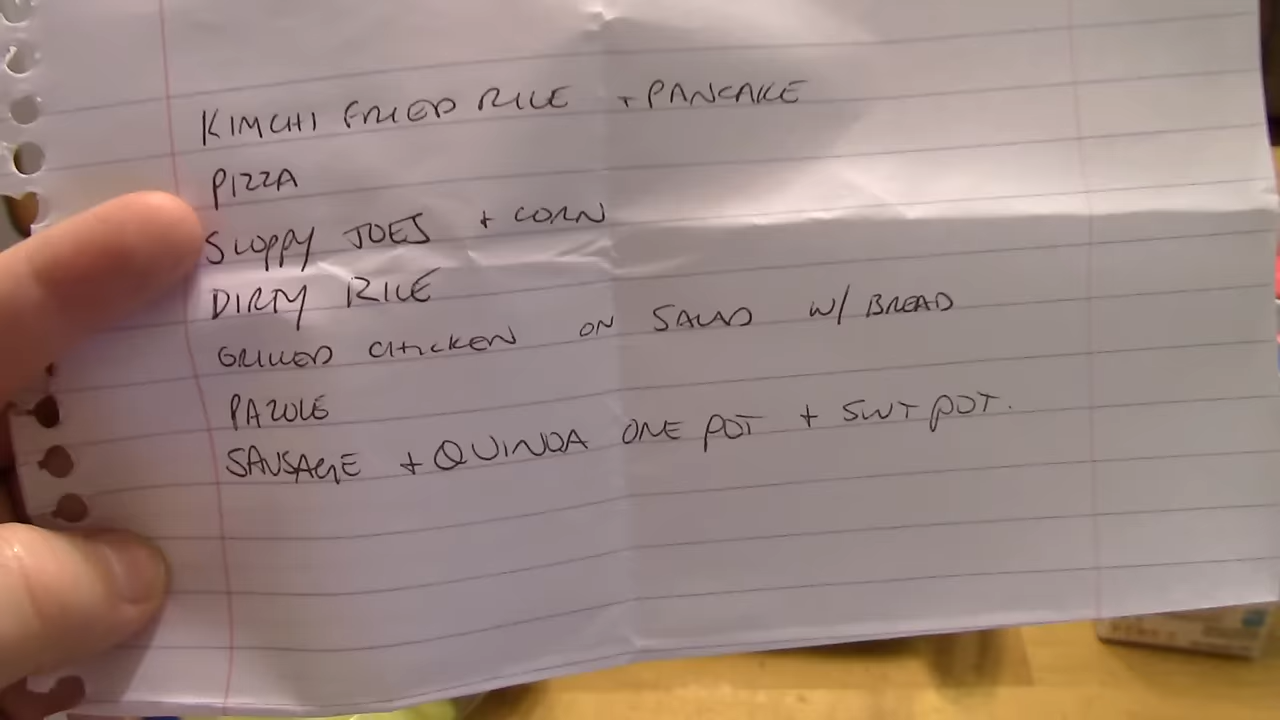 KIMCHI FRIED RICE + PANCAKE
PIZZA
SLOPPY JOES + CORN
DIRTY RICE
GRILLED CHICKEN ON SALAD W/ BREAD
PAZOLE
SAUSAGE + QUINOA ONE POT + SWT POT.